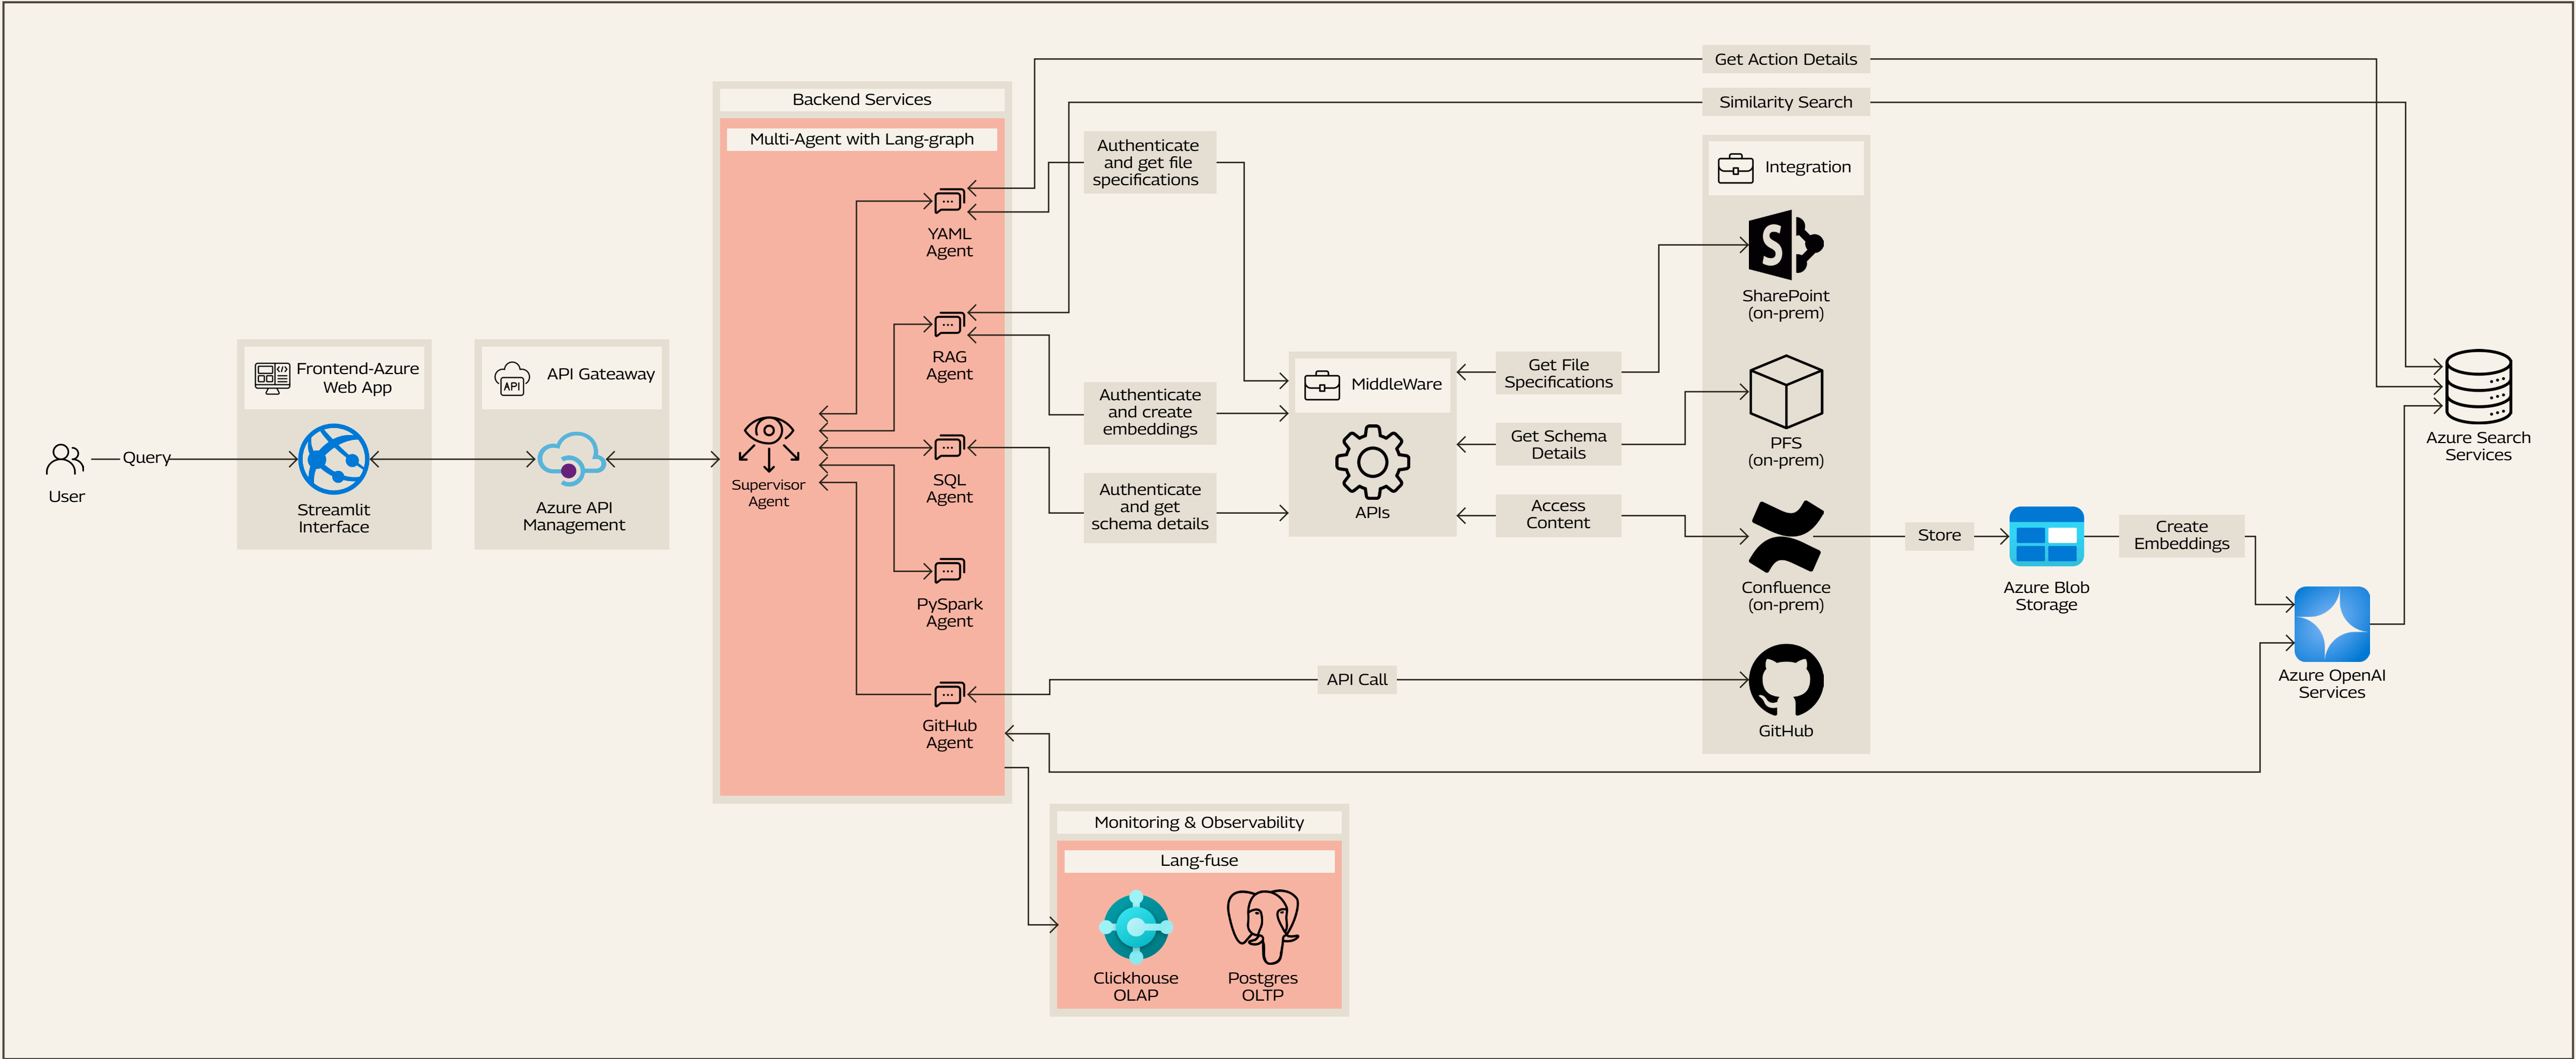 Get Action Details
Similarity Search
Backend Services
Multi-Agent with Lang-graph
YAML
Agent
RAG
Agent
SQL
Agent
PySpark
Agent
GitHub
Agent
Supervisor
Agent
User
Query
Frontend-Azure
Web App
Streamlit
Interface
API Gateaway
API
Azure API
Management
Authenticate
and get file
specifications
Authenticate
and create
embeddings
Authenticate
and get
schema details
MiddleWare
APIs
Get File
Specifications
Get Schema
Details
Access
Content
API Call
Integration
S
SharePoint
(on-prem)
PFS
(on-prem)
Confluence
(on-prem)
GitHub
Store
Azure Blob
Storage
Create
Embeddings
Azure OpenAI
Services
Azure Search
Services
Monitoring & Observability
Lang-fuse
Clickhouse
OLAP
Postgres
OLTP